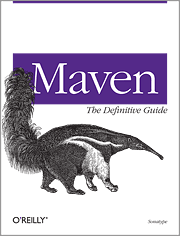 Maven
The Definitive Guide
O'REILLY®
Sonatype